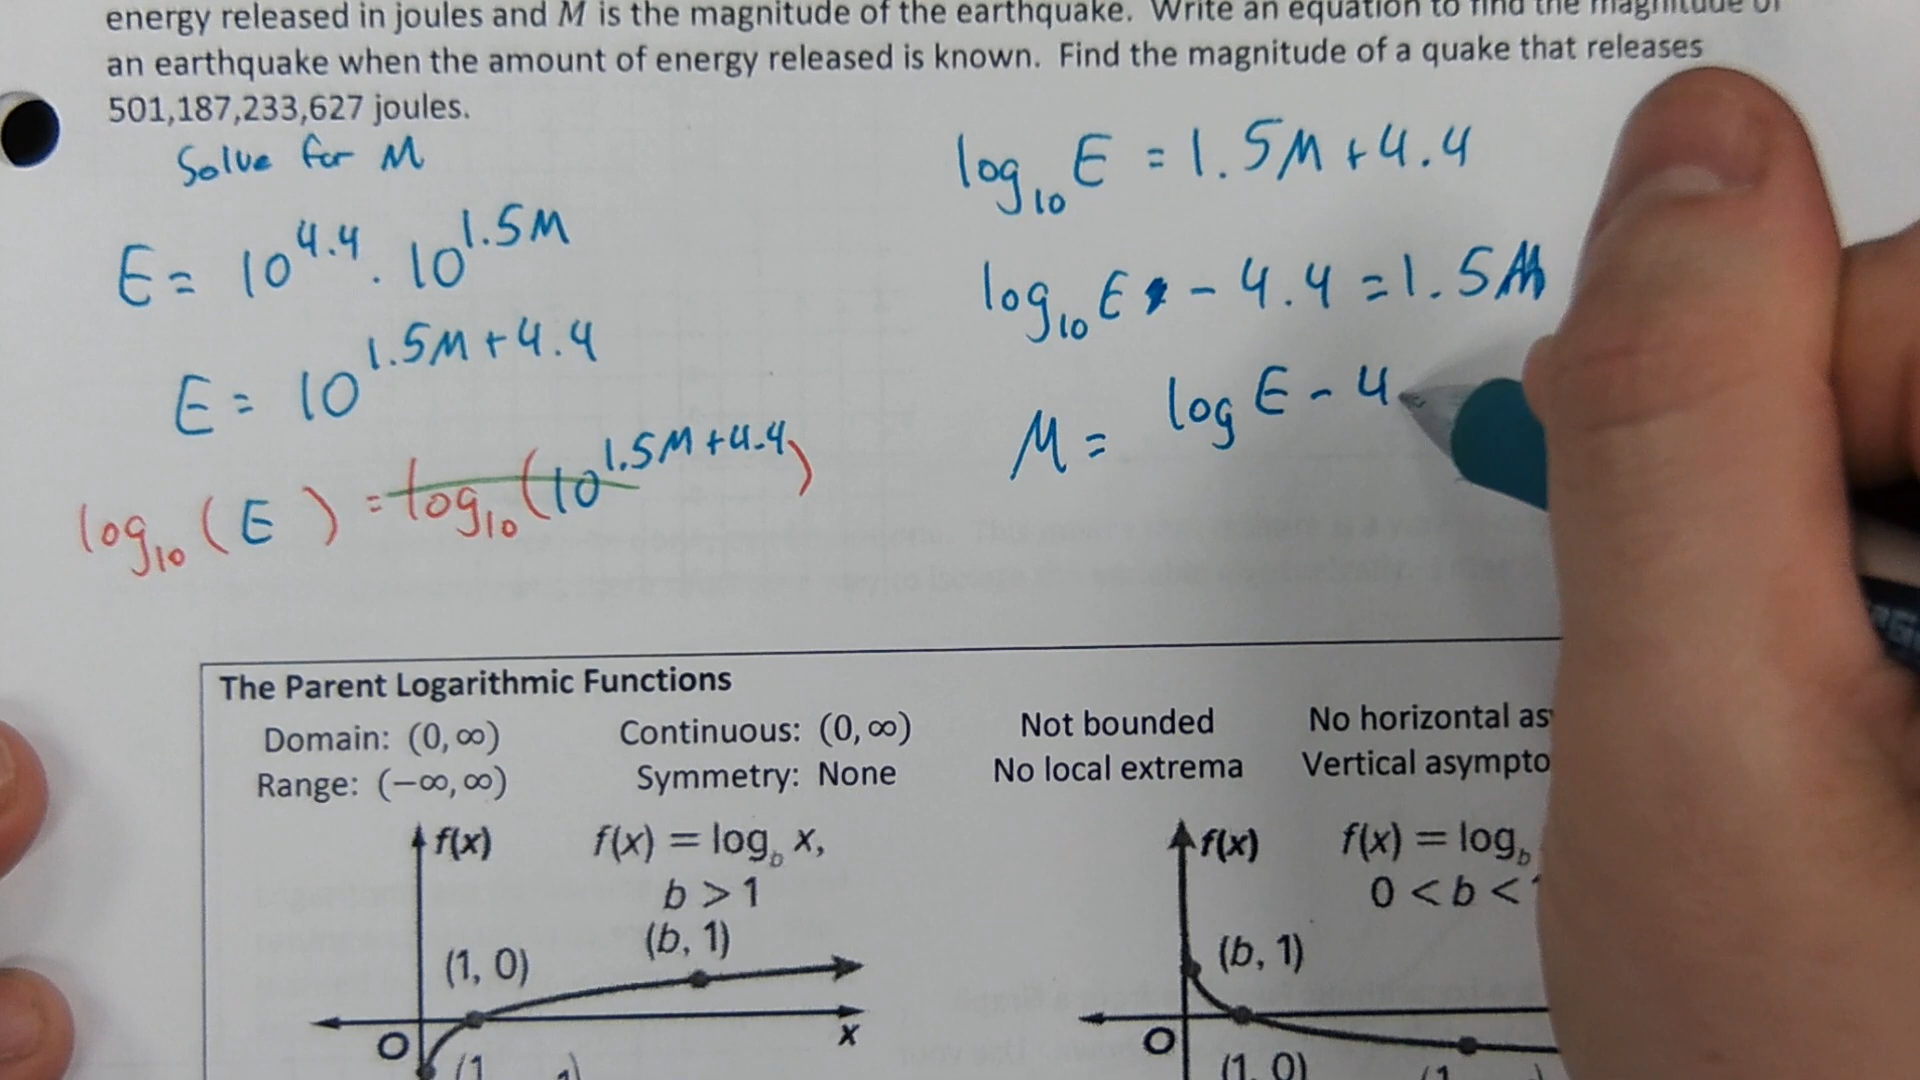 energy released in joules and M is the magnitude of the earthquake. Write an equation to find the magnitude of
an earthquake when the amount of energy released is known. Find the magnitude of a quake that releases
501,187,233,627 joules.
Solve for M
E = 10^4.4 · 10^1.5M
E = 10^1.5M+4.4
log₁₀(E) = log₁₀(10^1.5M+4.4)
log₁₀ E = 1.5M+4.4
log₁₀ E - 4.4 = 1.5M
M = log E - 4
The Parent Logarithmic Functions
Domain: (0, ∞) Continuous: (0, ∞) Not bounded No horizontal as
Range: (−∞, ∞) Symmetry: None No local extrema Vertical asympto
f(x) f(x) = log_b x,
b > 1
(b, 1)
(1, 0)
O x
f(x) f(x) = log_b
0 < b <
(b, 1)
O (1, 0)